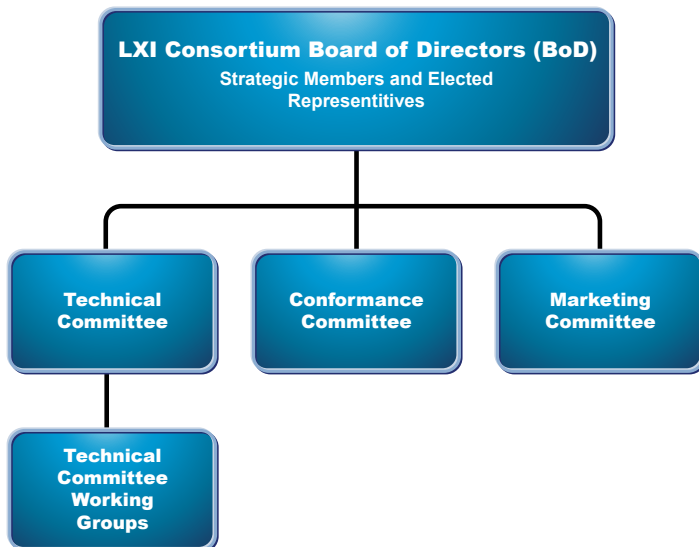 LXI Consortium Board of Directors (BoD)
Strategic Members and Elected
Representitives
Technical
Committee
Conformance
Committee
Marketing
Committee
Technical
Committee
Working
Groups